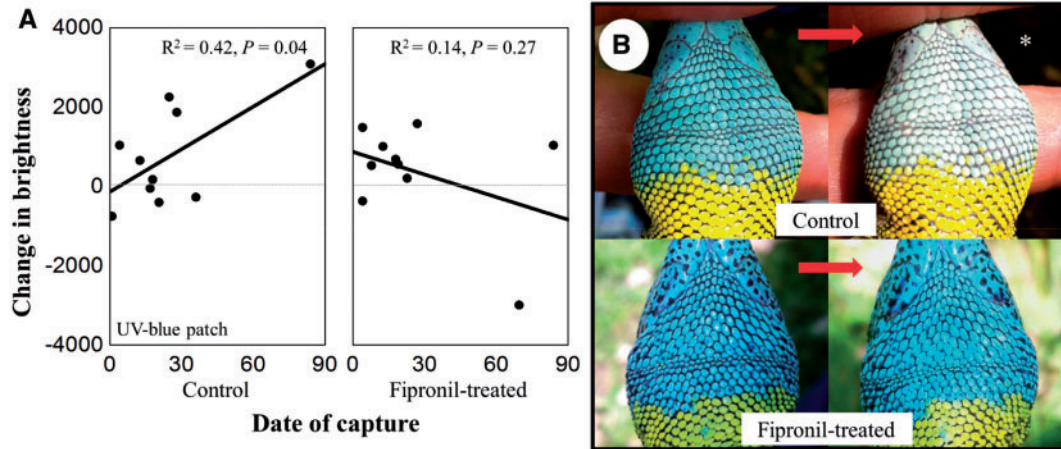 A
4000
2000
0
-2000
-4000
Change in brightness
R² = 0.42, P = 0.04
UV-blue patch
0 30 60 90
Control
R² = 0.14, P = 0.27
0 30 60 90
Fipronil-treated
Date of capture
B
*
Control
Fipronil-treated